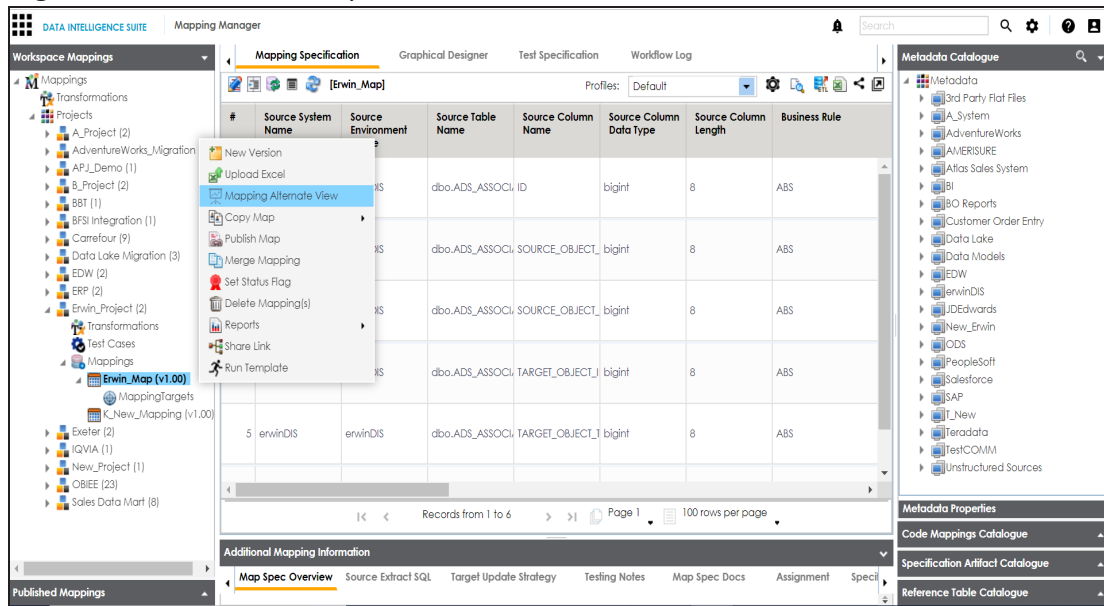 DATA INTELLIGENCE SUITE
Mapping Manager
Search
Workspace Mappings
Mappings
Transformations
Projects
A_Project (2)
AdventureWorks_Migration
APJ_Demo (1)
B_Project (2)
BBT (1)
BFSI Integration (1)
Carrefour (9)
Data Lake Migration (3)
EDW (2)
ERP (2)
Erwin_Project (2)
Transformations
Test Cases
Mappings
Erwin_Map (v1.00)
MappingTargets
K_New_Mapping (v1.00)
Exeter (2)
IQVIA (1)
New_Project (1)
OBIEE (23)
Sales Data Mart (8)
Published Mappings
New Version
Upload Excel
Mapping Alternate View
Copy Map
Publish Map
Merge Mapping
Set Status Flag
Delete Mapping(s)
Reports
Share Link
Run Template
Mapping Specification
Graphical Designer
Test Specification
Workflow Log
[Erwin_Map]
Profiles: Default
# Source System Name
Source Environment
Source Table Name
Source Column Name
Source Column Data Type
Source Column Length
Business Rule
dbo.ADS_ASSOCI ID bigint 8 ABS
dbo.ADS_ASSOCI SOURCE_OBJECT_ bigint 8 ABS
dbo.ADS_ASSOCI SOURCE_OBJECT_ bigint 8 ABS
dbo.ADS_ASSOCI TARGET_OBJECT_I bigint 8 ABS
5 erwinDIS erwinDIS dbo.ADS_ASSOCI TARGET_OBJECT_T bigint 8 ABS
Records from 1 to 6
Page 1
100 rows per page
Additional Mapping Information
Map Spec Overview
Source Extract SQL
Target Update Strategy
Testing Notes
Map Spec Docs
Assignment
Specif
Metadata Catalogue
Metadata
3rd Party Flat Files
A_System
AdventureWorks
AMERISURE
Atlas Sales System
BI
BO Reports
Customer Order Entry
Data Lake
Data Models
EDW
erwinDIS
JDEdwards
New_Erwin
ODS
PeopleSoft
Salesforce
SAP
T_New
Teradata
TestCOMM
Unstructured Sources
Metadata Properties
Code Mappings Catalogue
Specification Artifact Catalogue
Reference Table Catalogue